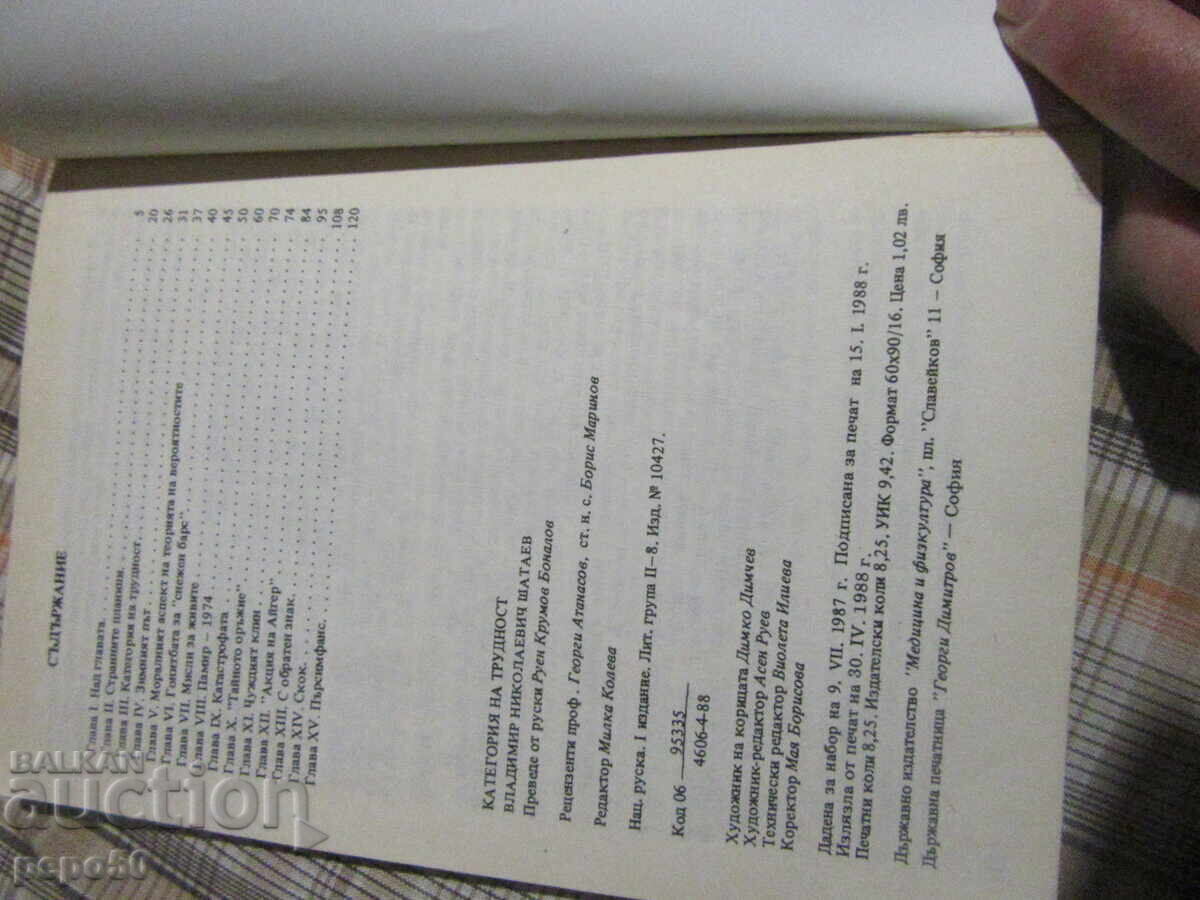 СЪДЪРЖАНИЕ
Глава I. Над главата. . . . . . . . 5
Глава II. Странните планини. . . . . . . . 20
Глава III. Категория на трудност. . . . . . . . 26
Глава IV. Зимният път . . . . . . . . 31
Глава V. Моралният аспект на теорията на вероятностите . . . . . . . . 37
Глава VI. Гонитбата за "снежен барс" . . . . . . . . 40
Глава VII. Мисли за живите . . . . . . . . 45
Глава VIII. Памир – 1974 . . . . . . . . 50
Глава IX. Катастрофата . . . . . . . . 60
Глава X. "Тайното оръжие" . . . . . . . . 70
Глава XI. Чуждият клин . . . . . . . . 74
Глава XII. "Акция на Айгер" . . . . . . . . 84
Глава XIII. С обратен знак. . . . . . . . 95
Глава XIV. Скок. . . . . . . . 108
Глава XV. Пърсимфанс. . . . . . . . 120
КАТЕГОРИЯ НА ТРУДНОСТ
ВЛАДИМИР НИКОЛАЕВИЧ ШАТАЕВ
Преведе от руски Руен Крумов Боналов
Рецензенти проф. Георги Атанасов, ст. н. с. Борис Маринов
Редактор Милка Колева
Нац. руска. I издание. Лит. група II–8. Изд. № 10427.
Код 06 95335
4606-4-88
Художник на корицата Димко Димчев
Художник-редактор Асен Руев
Технически редактор Виолета Илиева
Коректор Мая Борисова
Дадена за набор на 9. VII. 1987 г. Подписана за печат на 15. I. 1988 г.
Излязла от печат на 30. IV. 1988 г.
Печатни коли 8,25. Издателски коли 8,25. УИК 9,42. Формат 60x90/16. Цена 1,02 лв.
Държавно издателство "Медицина и физкултура", пл. "Славейков" 11 – София
Държавна печатница "Георги Димитров" – София
BALKAN
auction
pepo50